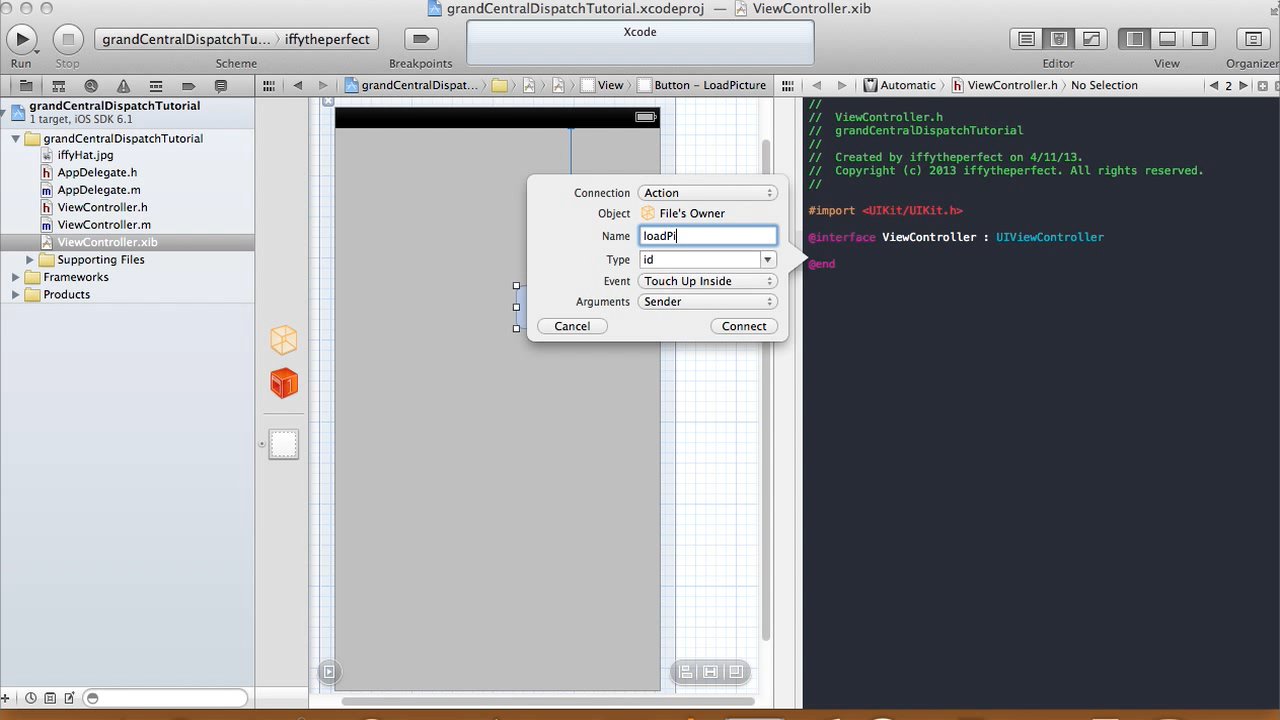 grandCentralDispatchTutorial.xcodeproj — ViewController.xib
Run
Stop
grandCentralDispatchTu... iffytheperfect
Scheme
Breakpoints
Xcode
Editor
View
Organizer
grandCentralDispatchTutorial
1 target, iOS SDK 6.1
grandCentralDispatchTutorial
iffyHat.jpg
AppDelegate.h
AppDelegate.m
ViewController.h
ViewController.m
ViewController.xib
Supporting Files
Frameworks
Products
grandCentralDispat... View Button – LoadPicture
Connection Action
Object File's Owner
Name loadPi
Type id
Event Touch Up Inside
Arguments Sender
Cancel Connect
Automatic ViewController.h No Selection 2
//
// ViewController.h
// grandCentralDispatchTutorial
//
// Created by iffytheperfect on 4/11/13.
// Copyright (c) 2013 iffytheperfect. All rights reserved.
//
#import <UIKit/UIKit.h>
@interface ViewController : UIViewController
@end